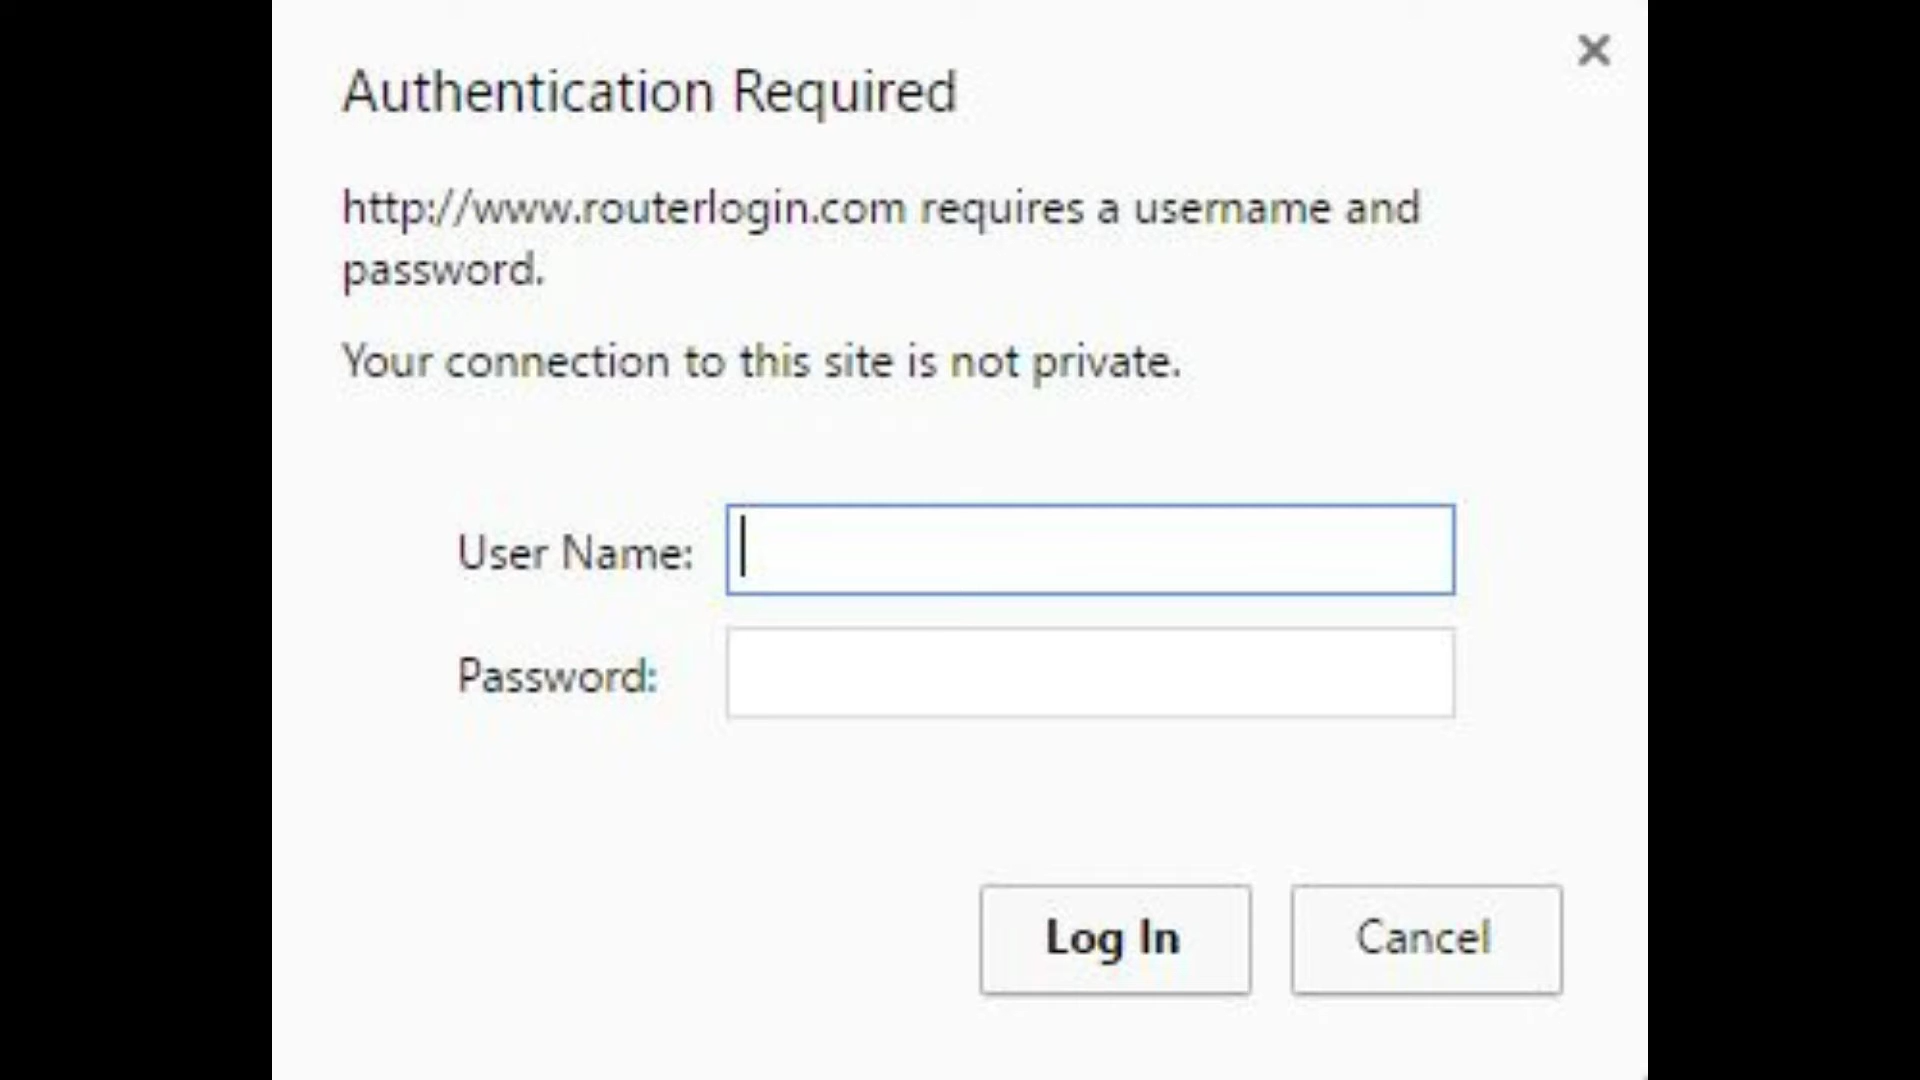 Authentication Required
http://www.routerlogin.com requires a username and
password.
Your connection to this site is not private.
User Name:
Password:
Log In
Cancel